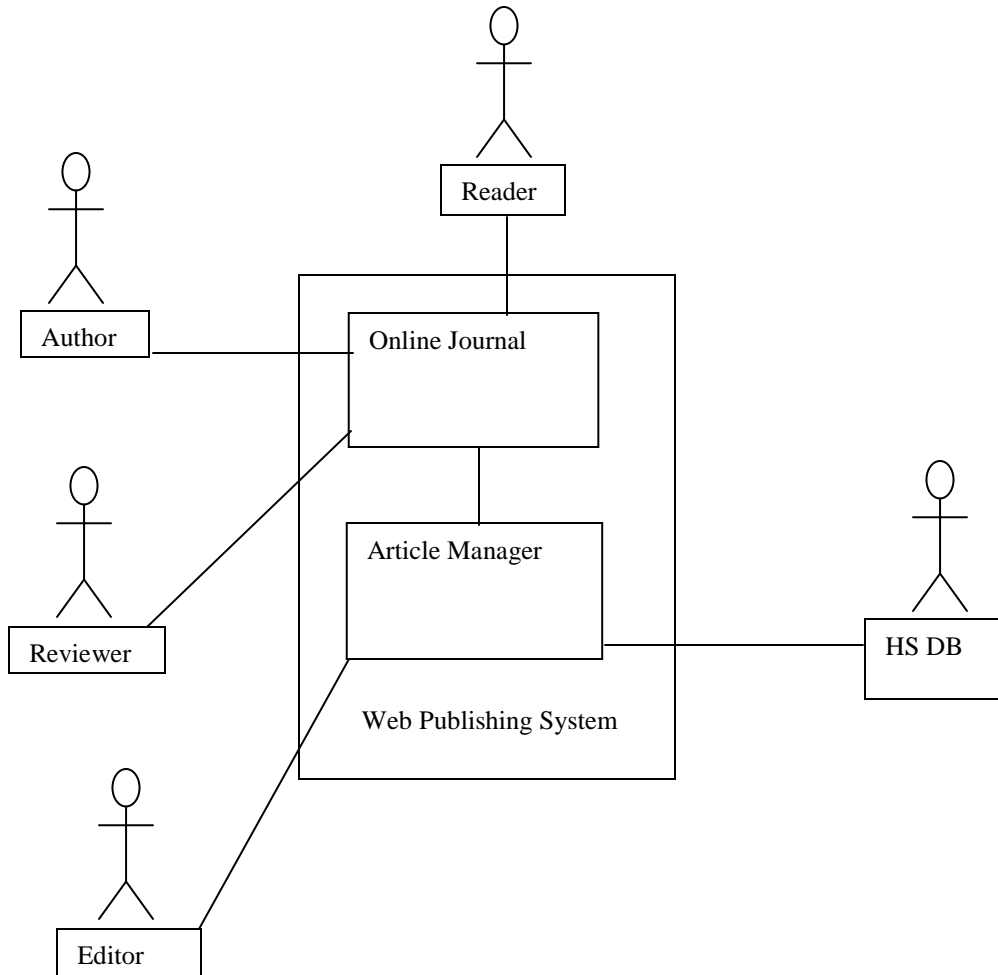 Reader
Author
Online Journal
Article Manager
Reviewer
HS DB
Web Publishing System
Editor